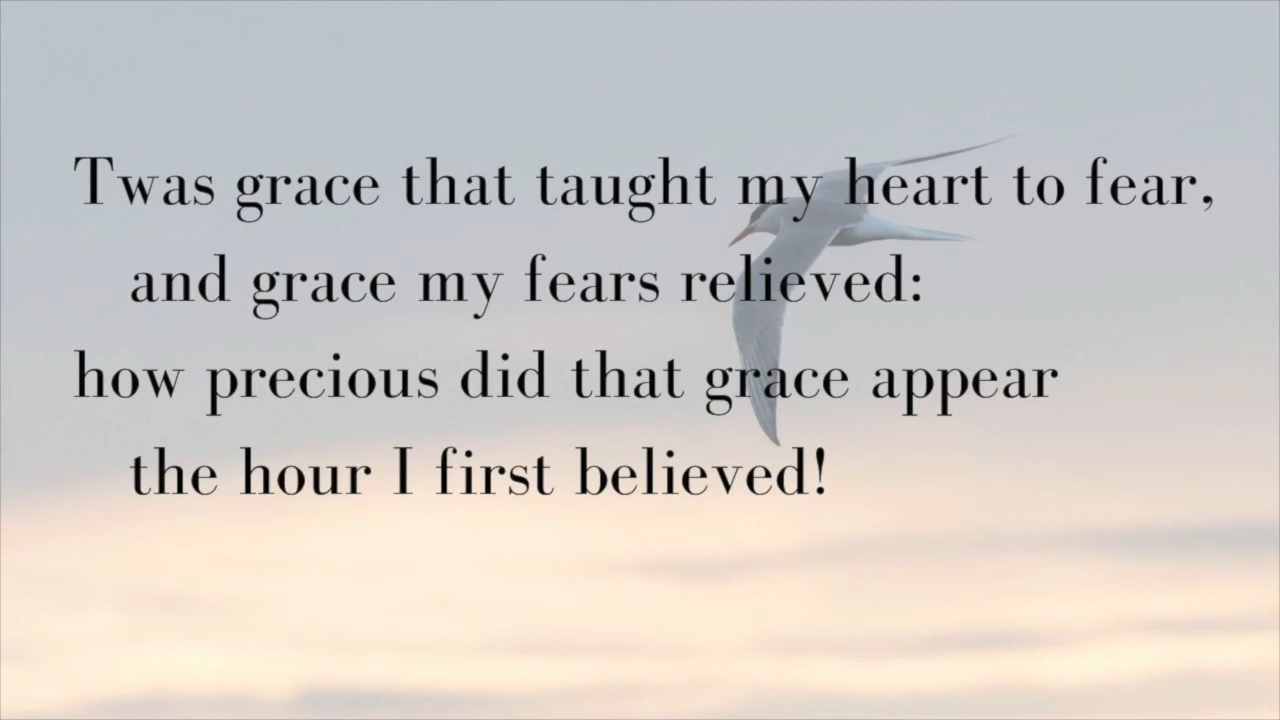 Twas grace that taught my heart to fear,
and grace my fears relieved:
how precious did that grace appear
the hour I first believed!